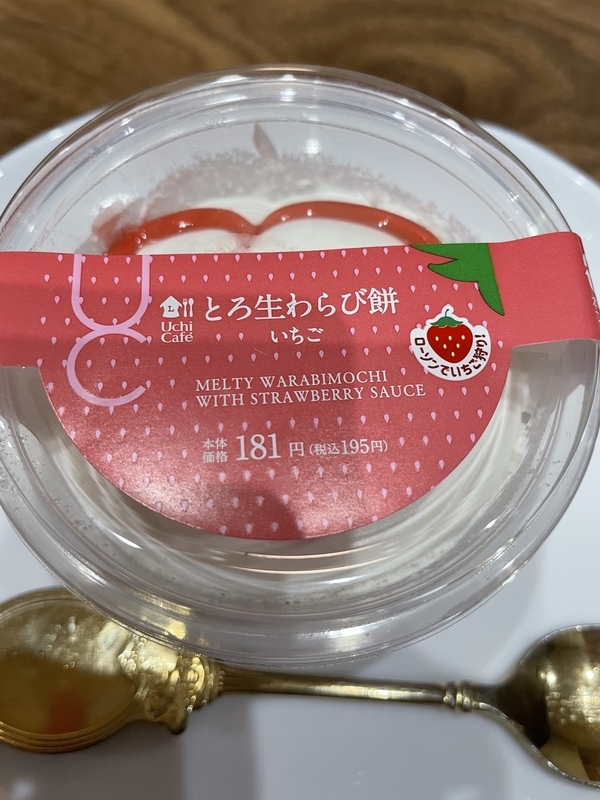 UC
Uchi
Café
とろ生わらび餅
いちご
ローソンでいちご狩り!
MELTY WARABIMOCHI
WITH STRAWBERRY SAUCE
本体
価格 181円(税込195円)